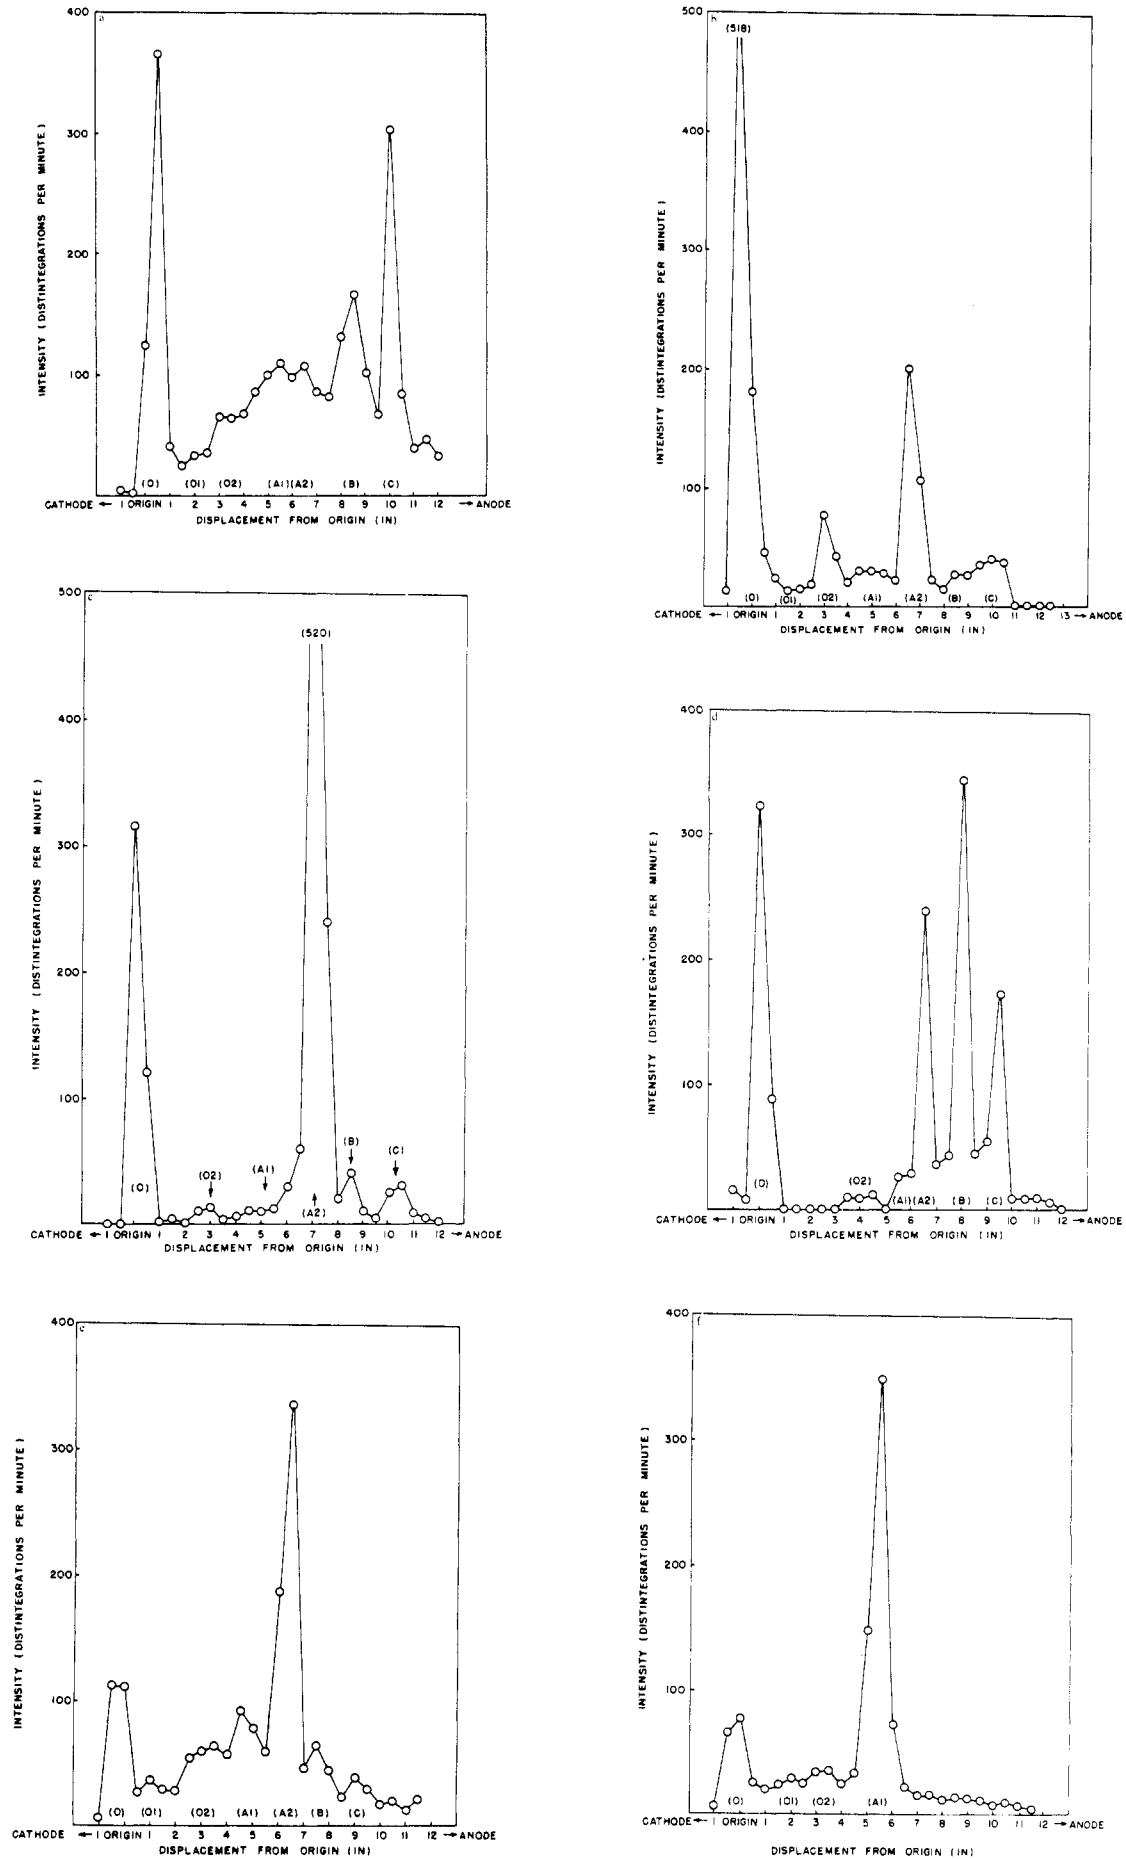 a
400
300
200
100
INTENSITY (DISTINTEGRATIONS PER MINUTE)
(O) (O1) (O2) (A1)(A2) (B) (C)
CATHODE ← 1 ORIGIN 1 2 3 4 5 6 7 8 9 10 11 12 → ANODE
DISPLACEMENT FROM ORIGIN (IN)
b
500
(518)
400
300
200
100
INTENSITY (DISTINTEGRATIONS PER MINUTE)
(O) (O1) (O2) (A1) (A2) (B) (C)
CATHODE ← 1 ORIGIN 1 2 3 4 5 6 7 8 9 10 11 12 13 → ANODE
DISPLACEMENT FROM ORIGIN (IN)
c
500
(520)
400
300
200
100
INTENSITY (DISTINTEGRATIONS PER MINUTE)
(O) (O2) (A1) (A2) (B) (C)
CATHODE ← 1 ORIGIN 1 2 3 4 5 6 7 8 9 10 11 12 → ANODE
DISPLACEMENT FROM ORIGIN (IN)
d
400
300
200
100
INTENSITY (DISTINTEGRATIONS PER MINUTE)
(O) (O2) (A1)(A2) (B) (C)
CATHODE ← 1 ORIGIN 1 2 3 4 5 6 7 8 9 10 11 12 → ANODE
DISPLACEMENT FROM ORIGIN (IN)
e
400
300
200
100
INTENSITY (DISTINTEGRATIONS PER MINUTE)
(O) (O1) (O2) (A1) (A2) (B) (C)
CATHODE ← 1 ORIGIN 1 2 3 4 5 6 7 8 9 10 11 12 → ANODE
DISPLACEMENT FROM ORIGIN (IN)
f
400
300
200
100
INTENSITY (DISTINTEGRATIONS PER MINUTE)
(O) (O1) (O2) (A1)
CATHODE ← 1 ORIGIN 1 2 3 4 5 6 7 8 9 10 11 12 → ANODE
DISPLACEMENT FROM ORIGIN (IN)